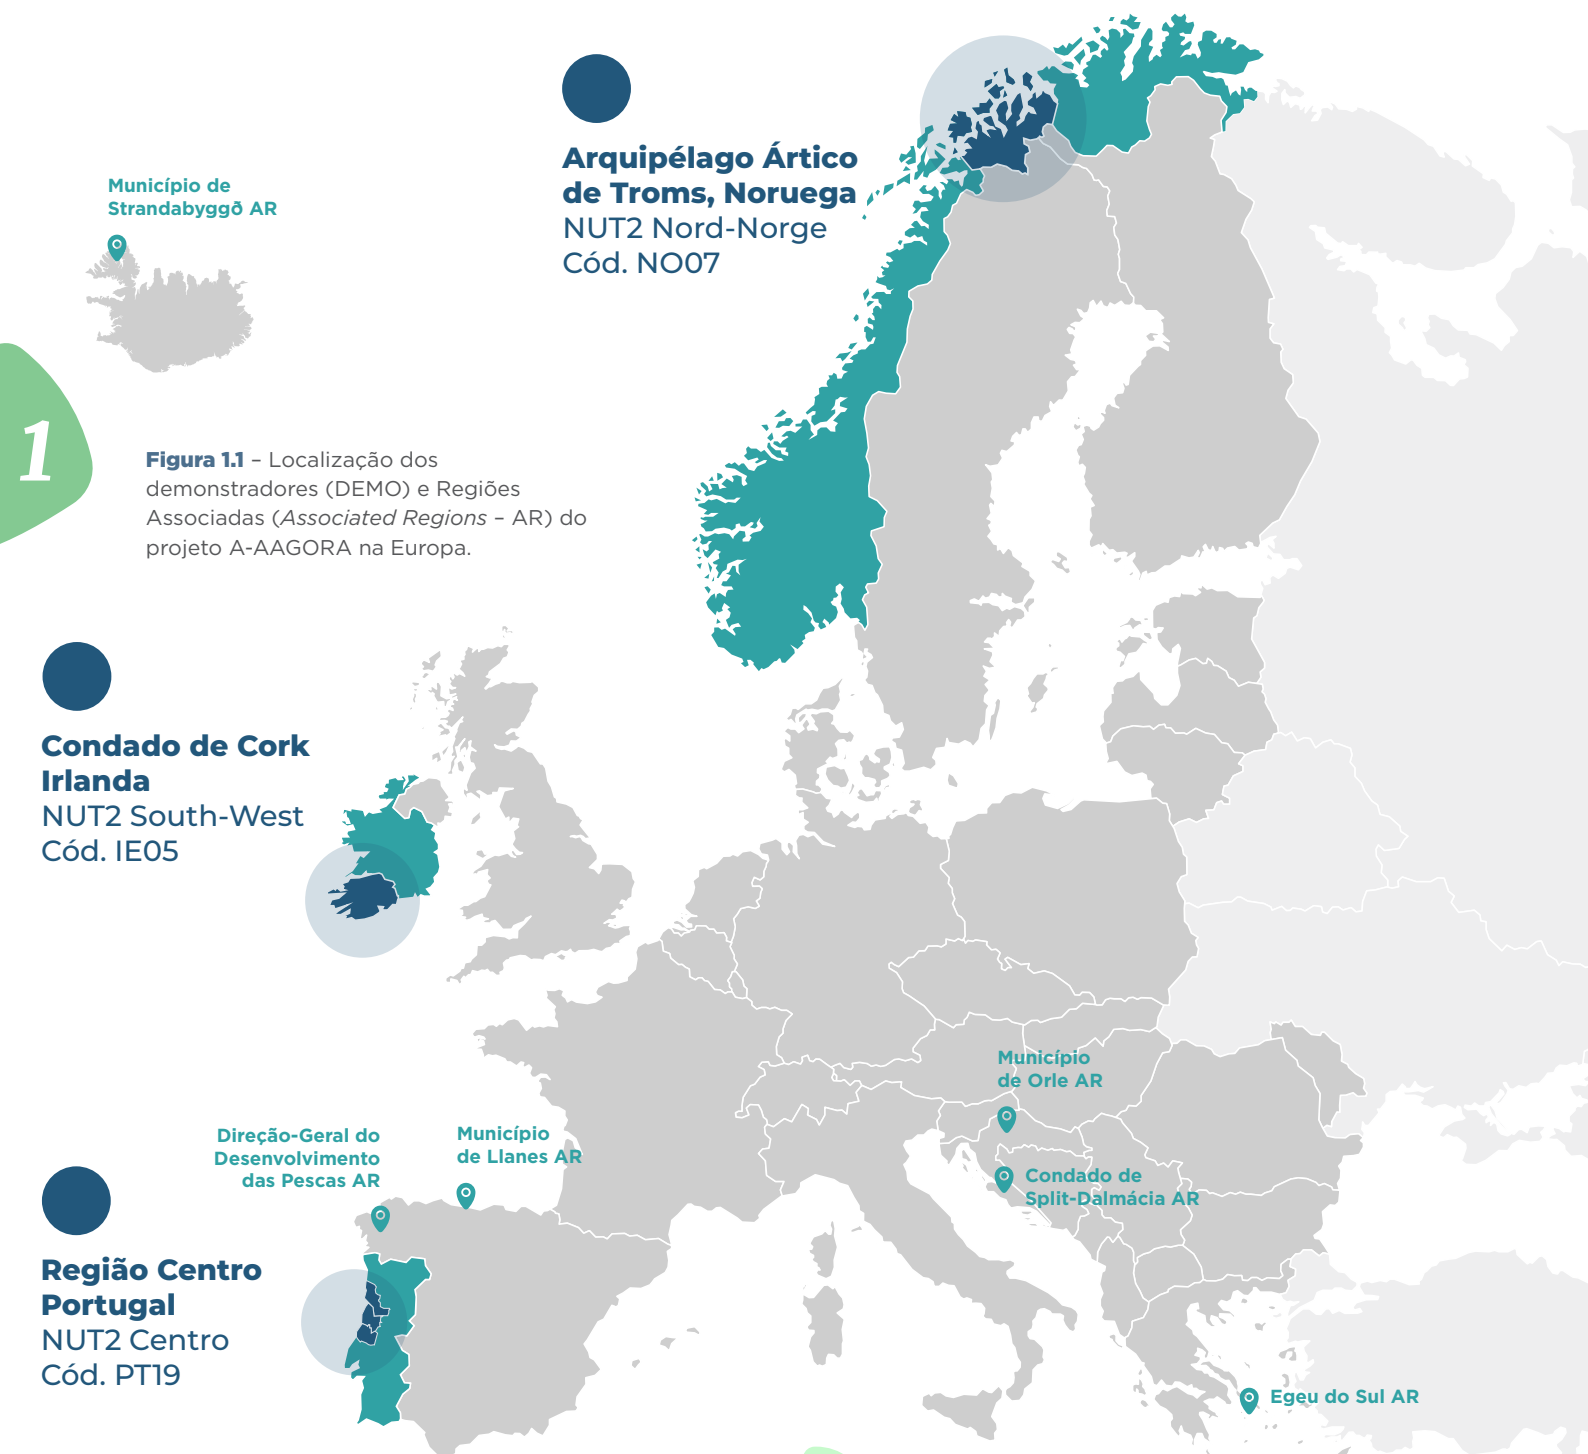 Arquipélago Ártico
de Troms, Noruega
NUT2 Nord-Norge
Cód. NO07
Município de
Strandabyggð AR
1
Figura 1.1 – Localização dos
demonstradores (DEMO) e Regiões
Associadas (Associated Regions – AR) do
projeto A-AAGORA na Europa.
Condado de Cork
Irlanda
NUT2 South-West
Cód. IE05
Município
de Orle AR
Direção-Geral do
Desenvolvimento
das Pescas AR
Município
de Llanes AR
Condado de
Split-Dalmácia AR
Região Centro
Portugal
NUT2 Centro
Cód. PT19
Egeu do Sul AR